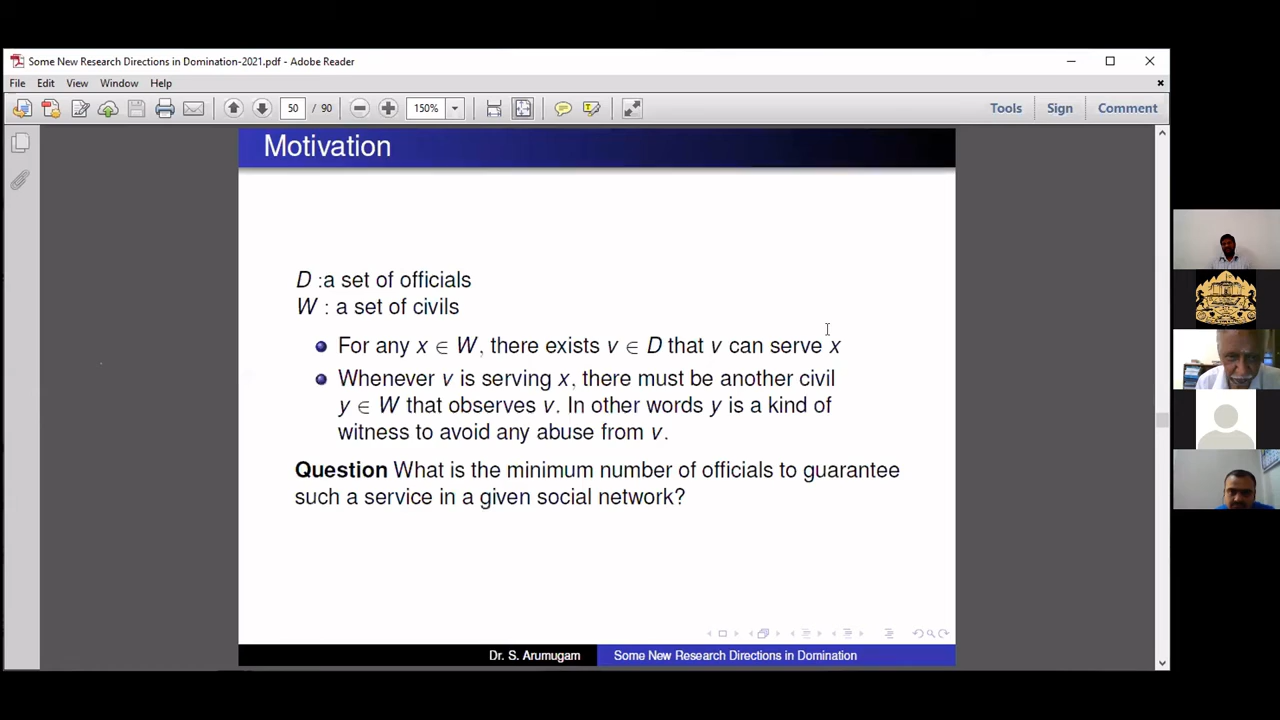 Some New Research Directions in Domination-2021.pdf - Adobe Reader
File Edit View Window Help
50 / 90 150% Tools Sign Comment
Motivation
D :a set of officials
W : a set of civils
For any x ∈ W, there exists v ∈ D that v can serve x
Whenever v is serving x, there must be another civil
y ∈ W that observes v. In other words y is a kind of
witness to avoid any abuse from v.
Question What is the minimum number of officials to guarantee
such a service in a given social network?
Dr. S. Arumugam Some New Research Directions in Domination